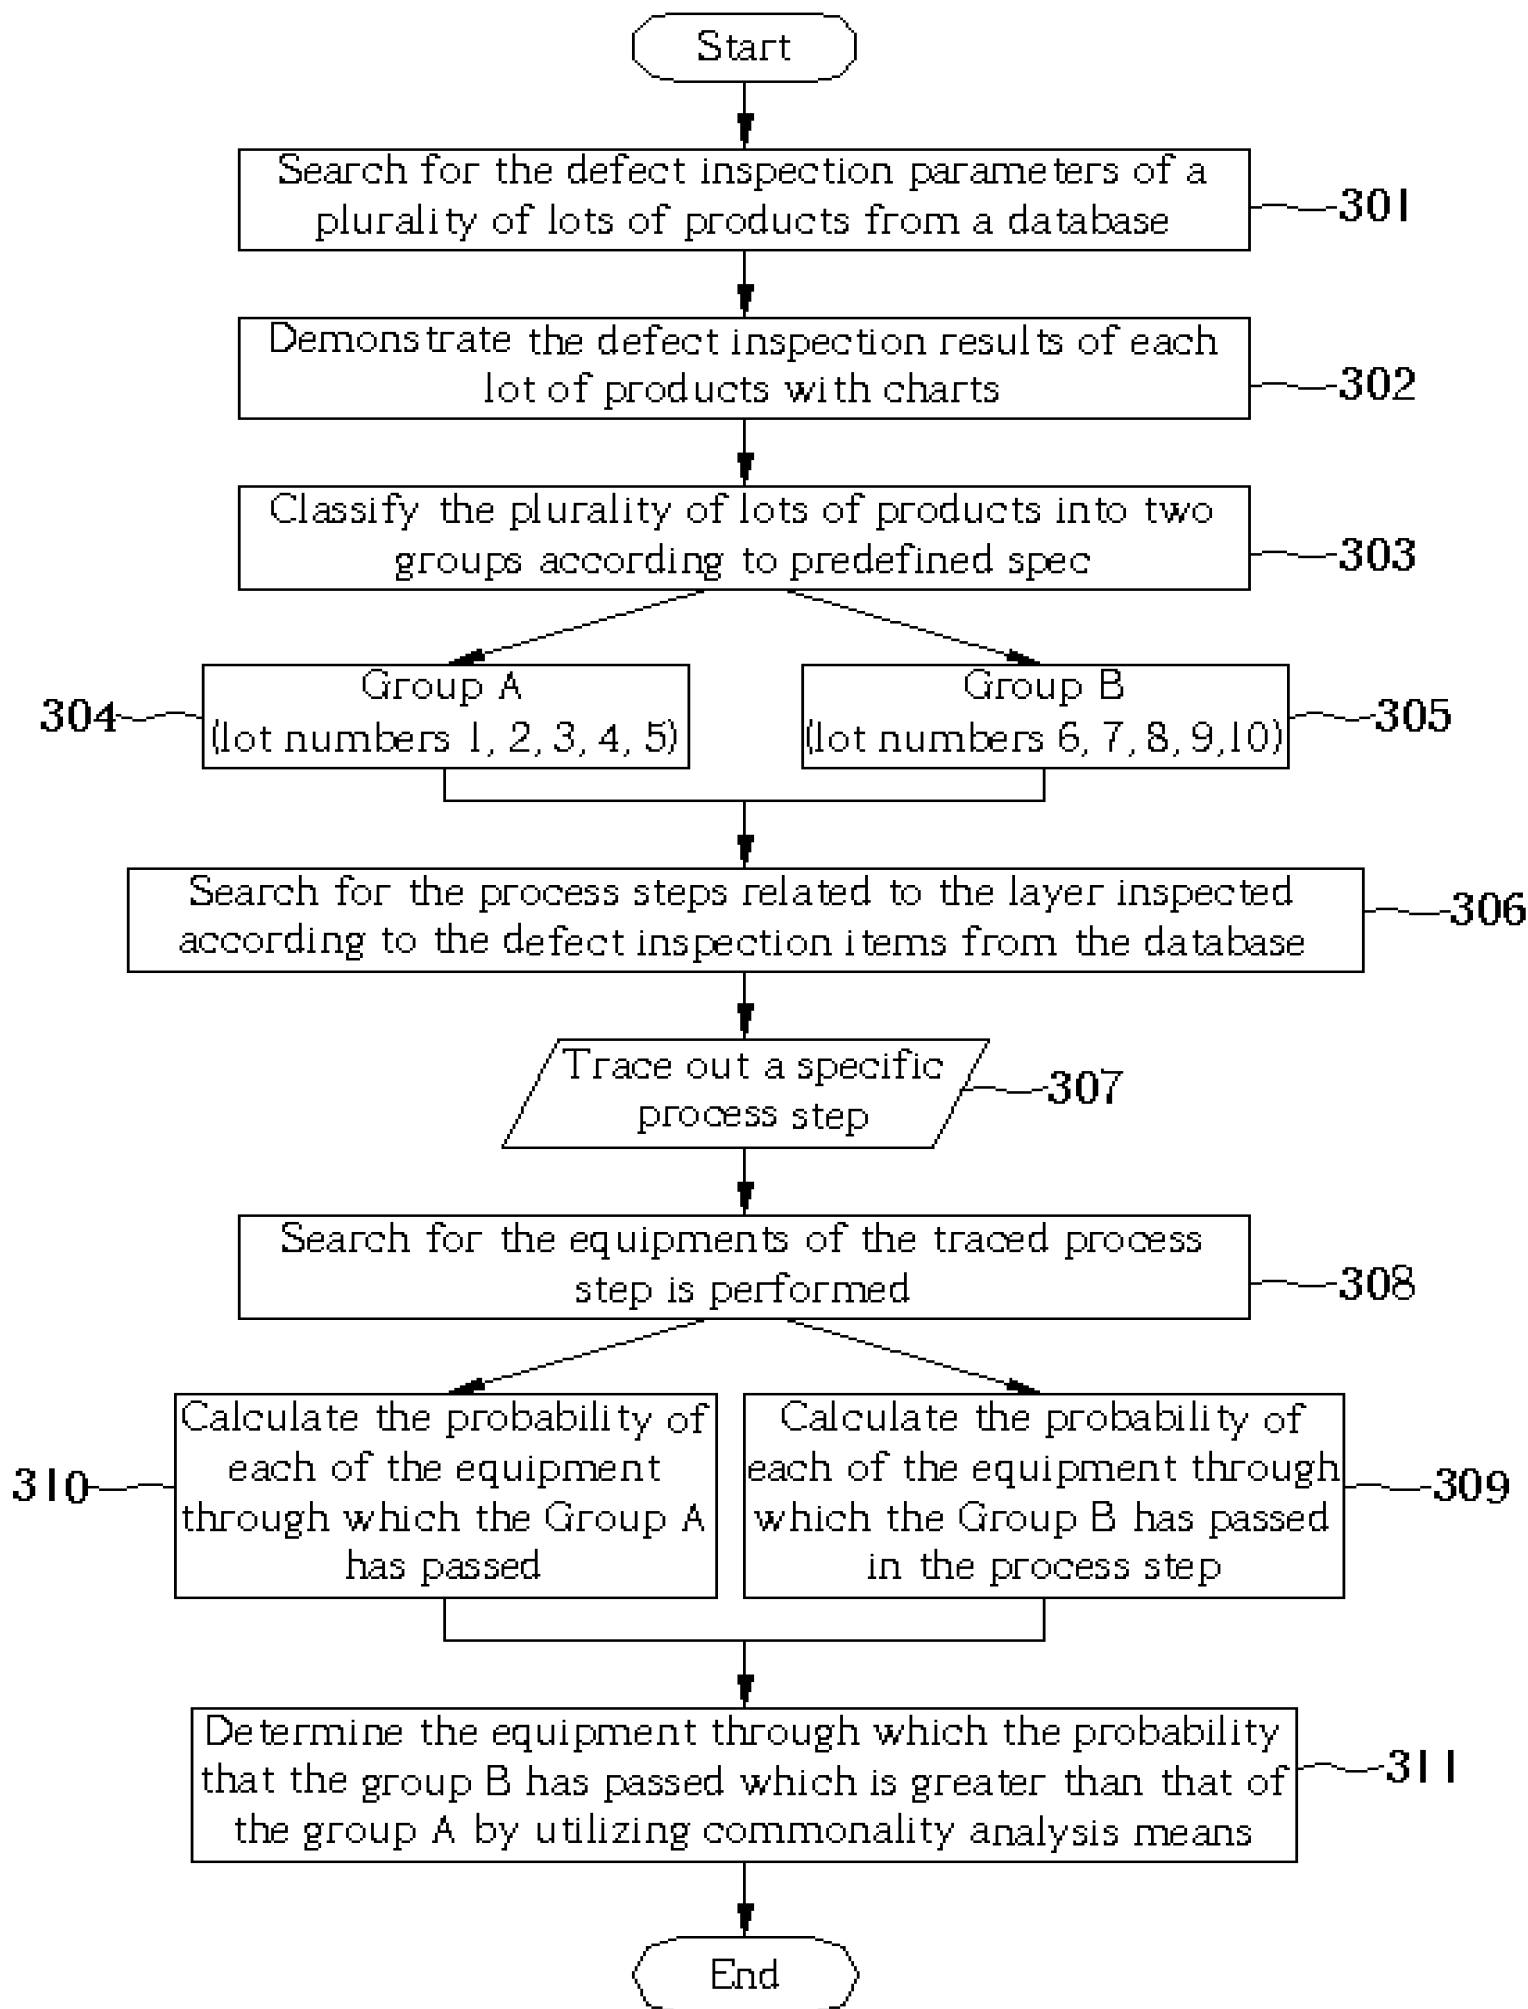 Start
Search for the defect inspection parameters of a
plurality of lots of products from a database
301
Demonstrate the defect inspection results of each
lot of products with charts
302
Classify the plurality of lots of products into two
groups according to predefined spec
303
304
Group A
(lot numbers 1, 2, 3, 4, 5)
Group B
(lot numbers 6, 7, 8, 9,10)
305
Search for the process steps related to the layer inspected
according to the defect inspection items from the database
306
Trace out a specific
process step
307
Search for the equipments of the traced process
step is performed
308
310
Calculate the probability of
each of the equipment
through which the Group A
has passed
Calculate the probability of
each of the equipment through
which the Group B has passed
in the process step
309
Determine the equipment through which the probability
that the group B has passed which is greater than that of
the group A by utilizing commonality analysis means
311
End